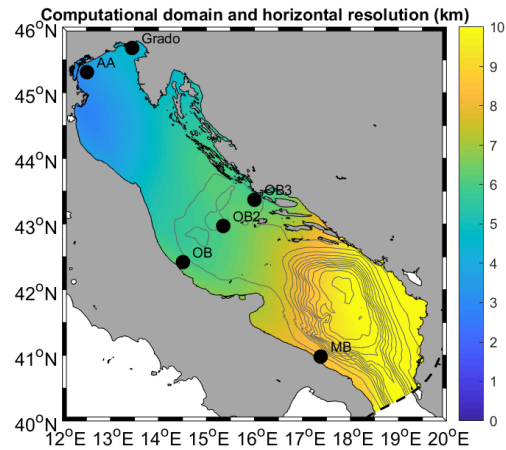 Computational domain and horizontal resolution (km)
46°N
45°N
44°N
43°N
42°N
41°N
40°N
Grado
AA
OB3
OB2
OB
MB
12°E 13°E 14°E 15°E 16°E 17°E 18°E 19°E 20°E
10
9
8
7
6
5
4
3
2
1
0